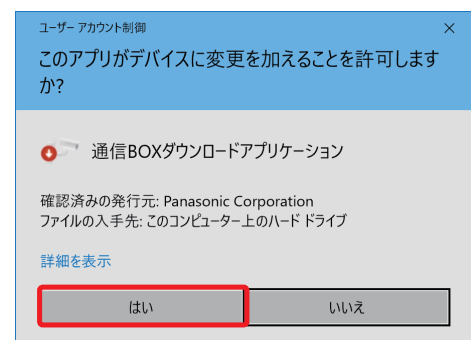 ユーザー アカウント制御
このアプリがデバイスに変更を加えることを許可します
か?
通信BOXダウンロードアプリケーション
確認済みの発行元: Panasonic Corporation
ファイルの入手先: このコンピューター上のハード ドライブ
詳細を表示
はい
いいえ